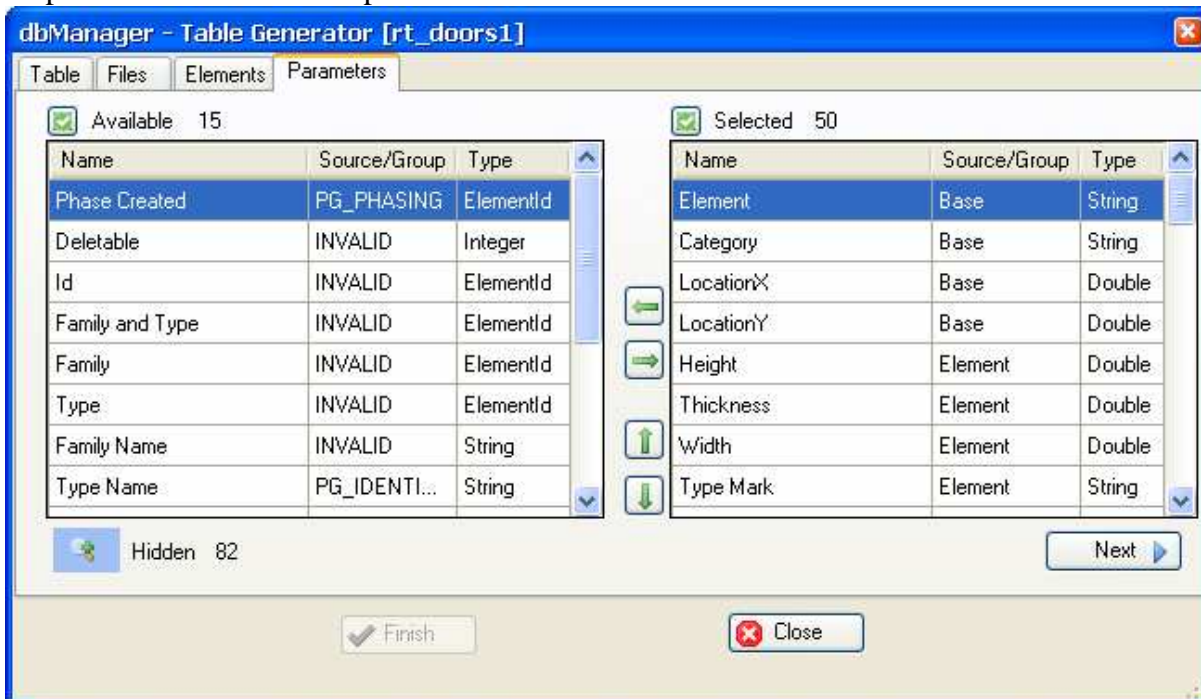 dbManager - Table Generator [rt_doors1]
Table Files Elements Parameters
Available 15 Selected 50
Name Source/Group Type Name Source/Group Type
Phase Created PG_PHASING ElementId Element Base String
Deletable INVALID Integer Category Base String
Id INVALID ElementId LocationX Base Double
Family and Type INVALID ElementId LocationY Base Double
Family INVALID ElementId Height Element Double
Type INVALID ElementId Thickness Element Double
Family Name INVALID String Width Element Double
Type Name PG_IDENTI... String Type Mark Element String
Hidden 82 Next
Finish Close